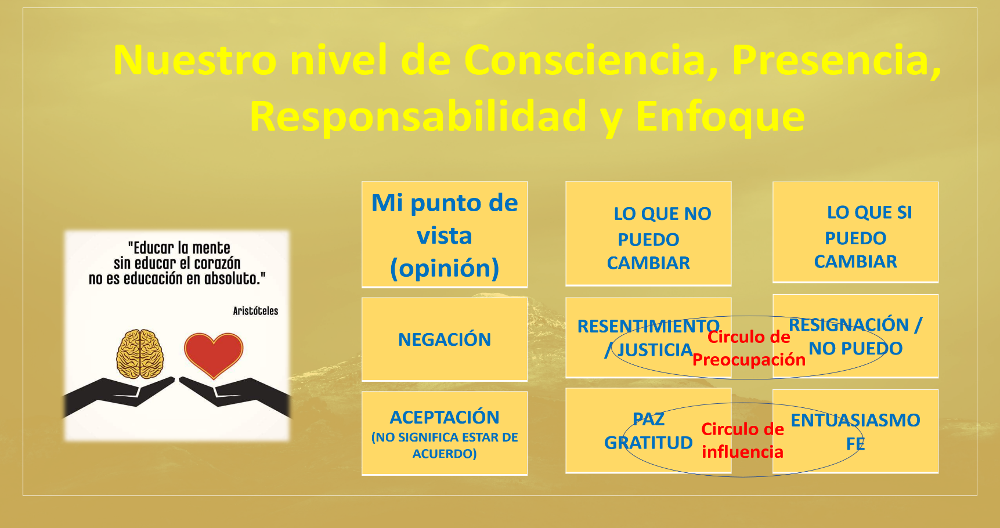 Nuestro nivel de Consciencia, Presencia,
Responsabilidad y Enfoque
"Educar la mente
sin educar el corazón
no es educación en absoluto."
Aristóteles
Mi punto de
vista
(opinión)
LO QUE NO
PUEDO
CAMBIAR
LO QUE SI
PUEDO
CAMBIAR
NEGACIÓN
RESENTIMIENTO
/ JUSTICIA
Circulo de
Preocupación
RESIGNACIÓN /
NO PUEDO
ACEPTACIÓN
(NO SIGNIFICA ESTAR DE
ACUERDO)
PAZ
GRATITUD
Circulo de
influencia
ENTUASIASMO
FE